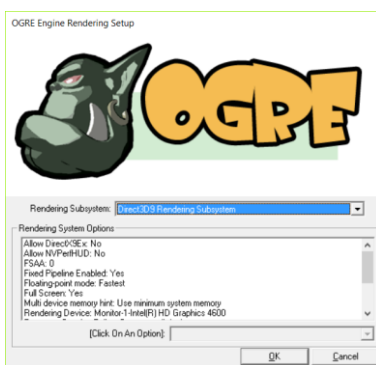 OGRE Engine Rendering Setup
OGRE
Rendering Subsystem: Direct3D9 Rendering Subsystem
Rendering System Options
Allow DirectX9Ex: No
Allow NVPerfHUD: No
FSAA: 0
Fixed Pipeline Enabled: Yes
Floating-point mode: Fastest
Full Screen: Yes
Multi device memory hint: Use minimum system memory
Rendering Device: Monitor-1-Intel(R) HD Graphics 4600
[Click On An Option]:
OK Cancel